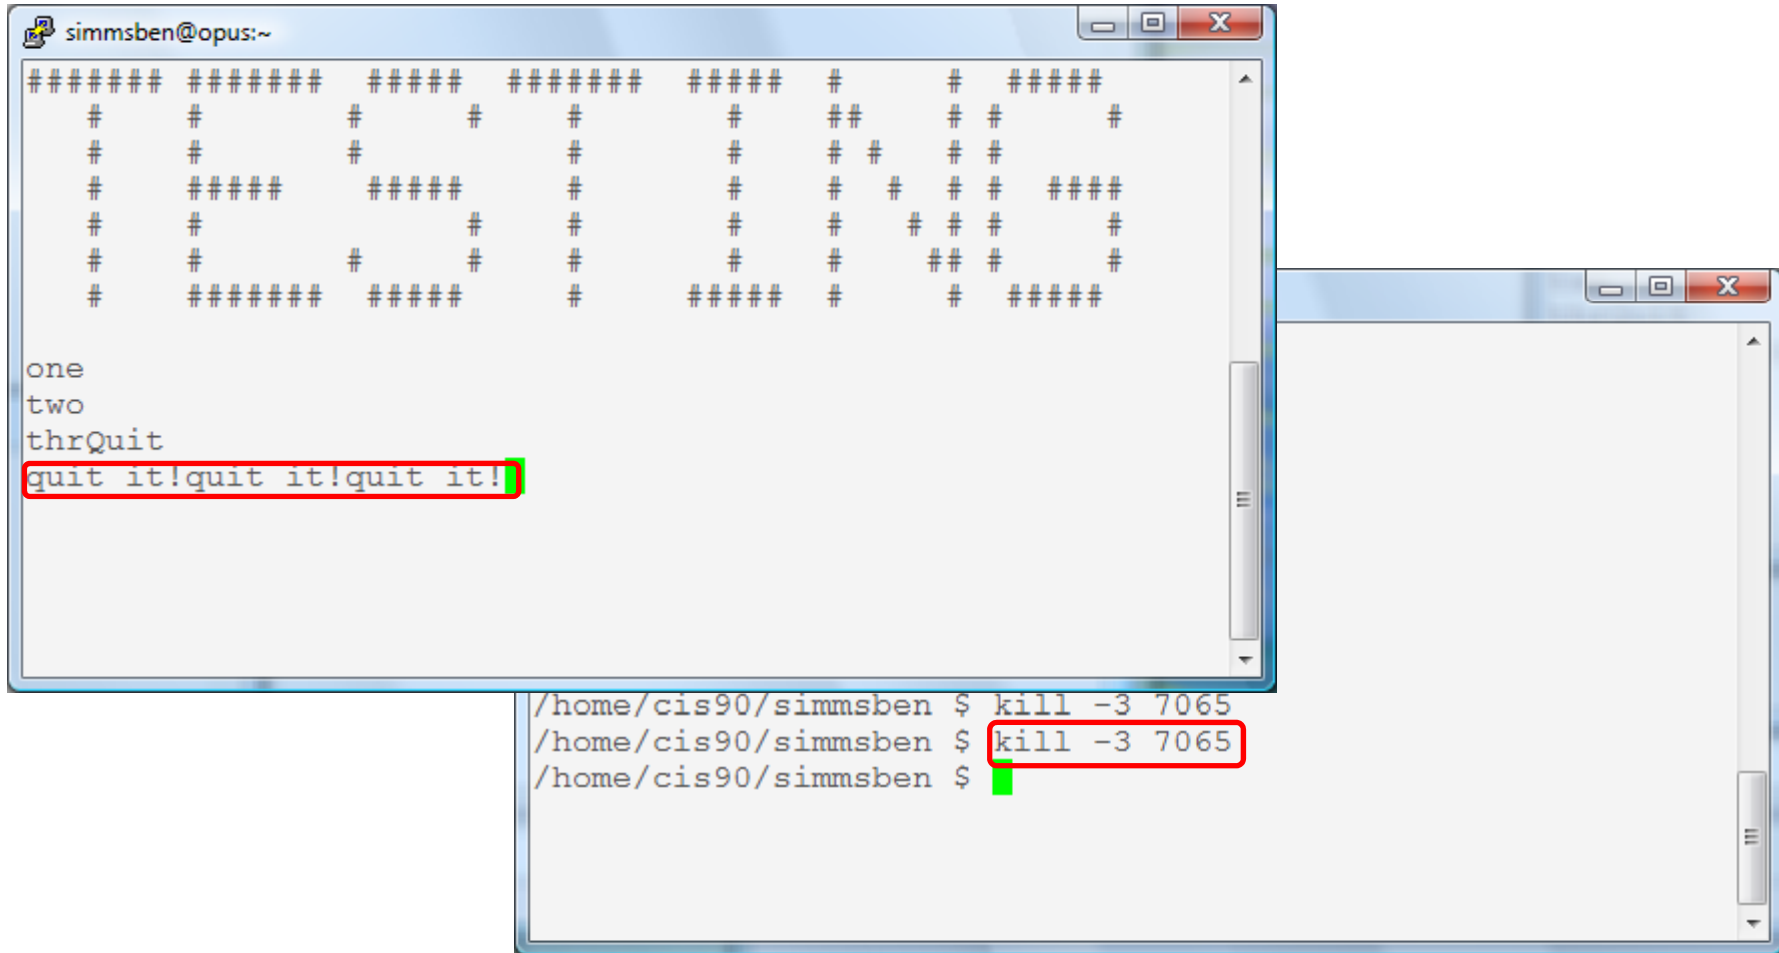 simmsben@opus:~
####### #######  #####  #######  #####  #     #  #####
   #    #       #     #    #       #    ##    # #     #
   #    #       #          #       #    # #   # #
   #    #####    #####     #       #    #  #  # #  ####
   #    #             #    #       #    #   # # #     #
   #    #       #     #    #       #    #    ## #     #
   #    #######  #####     #     #####  #     #  #####
one
two
thrQuit
quit it!quit it!quit it!
/home/cis90/simmsben $ kill -3 7065
/home/cis90/simmsben $ kill -3 7065
/home/cis90/simmsben $